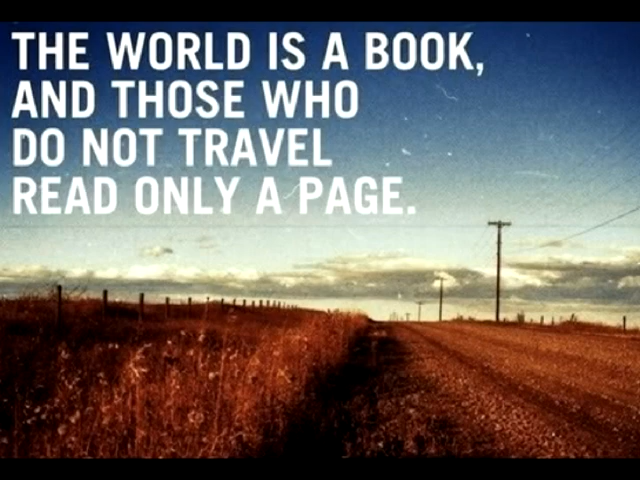 THE WORLD IS A BOOK,
AND THOSE WHO
DO NOT TRAVEL
READ ONLY A PAGE.